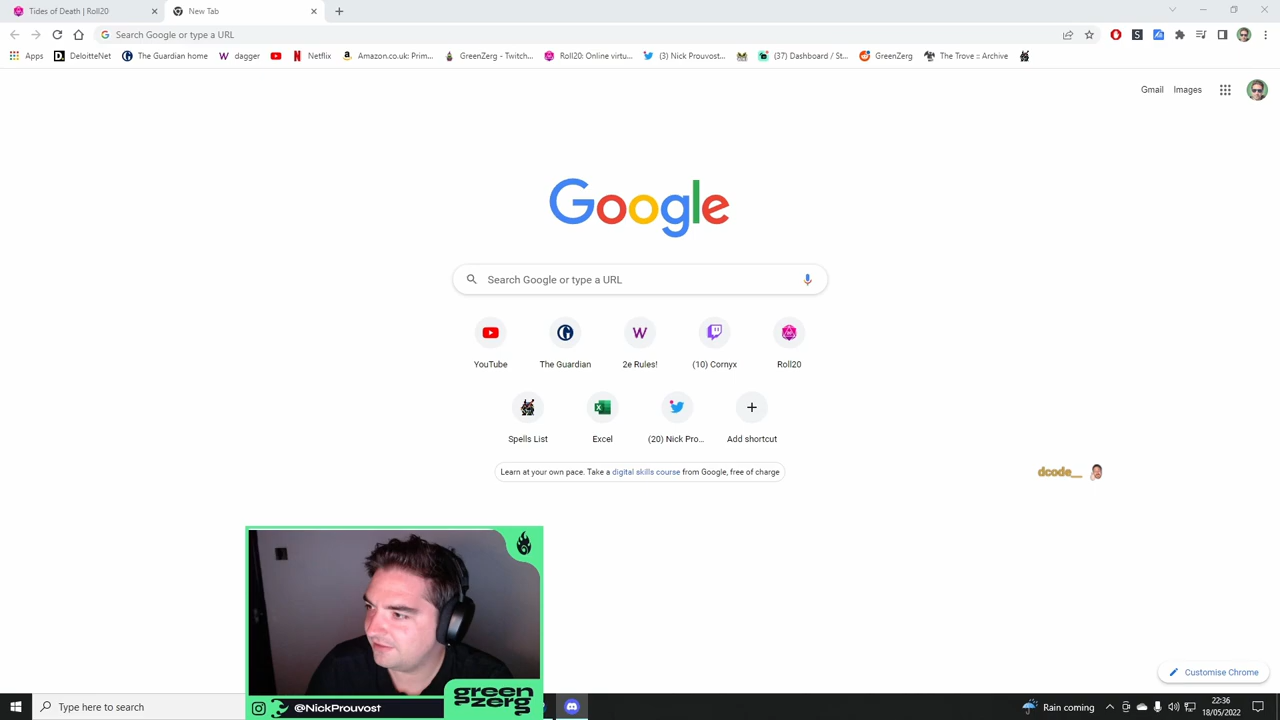 Tides of Death | Roll20
New Tab
Search Google or type a URL
Apps
DeloitteNet
The Guardian home
dagger
Netflix
Amazon.co.uk: Prim...
GreenZerg - Twitch...
Roll20: Online virtu...
(3) Nick Provost...
(37) Dashboard / St...
GreenZerg
The Trove :: Archive
Gmail
Images
Google
Search Google or type a URL
YouTube
The Guardian
2e Rules!
(10) Cornyx
Roll20
Spells List
Excel
(20) Nick Pro...
Add shortcut
Learn at your own pace. Take a digital skills course from Google, free of charge
dcode__
@NickProuvost
green
zerg
Customise Chrome
Type here to search
Rain coming
22:36
18/05/2022